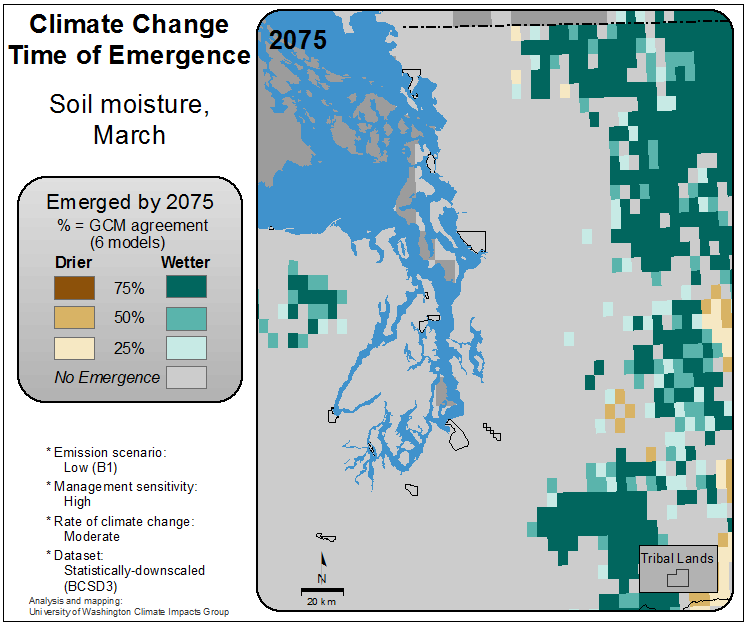 Climate Change
Time of Emergence
Soil moisture,
March
Emerged by 2075
% = GCM agreement
(6 models)
Drier Wetter
75%
50%
25%
No Emergence
* Emission scenario:
Low (B1)
* Management sensitivity:
High
* Rate of climate change:
Moderate
* Dataset:
Statistically-downscaled
(BCSD3)
Analysis and mapping:
University of Washington Climate Impacts Group
2075
N
20 km
Tribal Lands